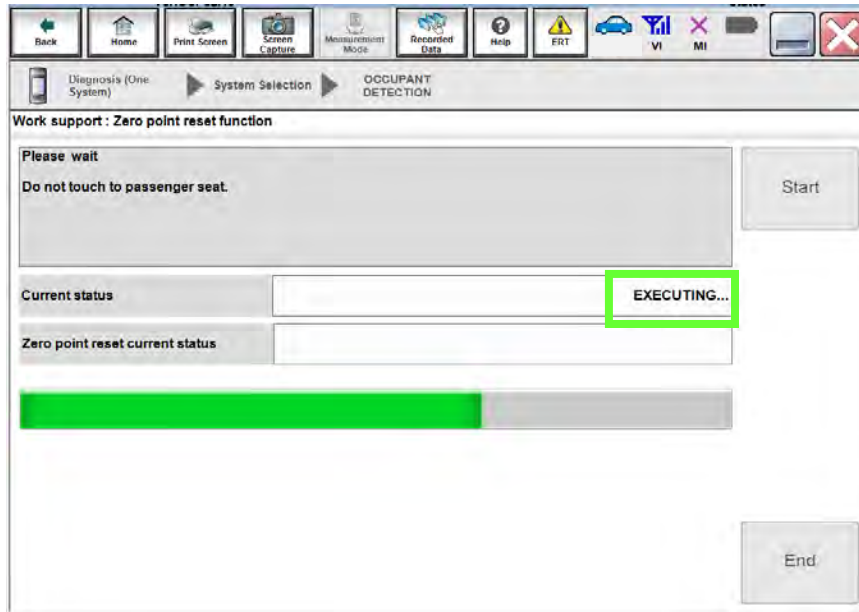 Back
Home
Print Screen
Screen
Capture
Measurement
Mode
Recorded
Data
Help
ERT
VI
MI
Diagnosis (One
System)
System Selection
OCCUPANT
DETECTION
Work support : Zero point reset function
Please wait
Do not touch to passenger seat.
Start
Current status
EXECUTING...
Zero point reset current status
End